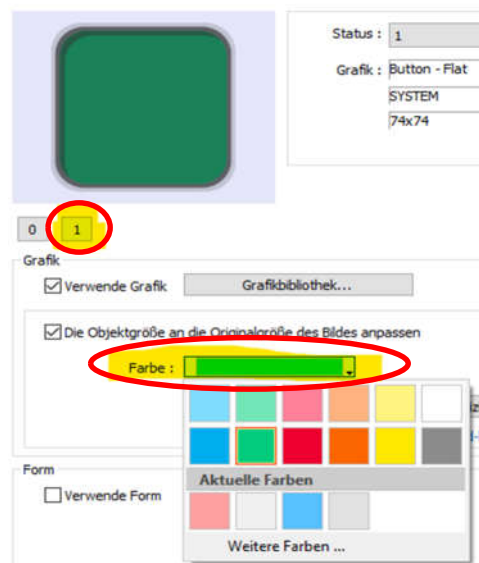 Status : 1
Grafik : Button - Flat
SYSTEM
74x74
0 1
Grafik
Verwende Grafik Grafikbibliothek...
Die Objektgröße an die Originalgröße des Bildes anpassen
Farbe :
Aktuelle Farben
Form
Verwende Form
Weitere Farben ...